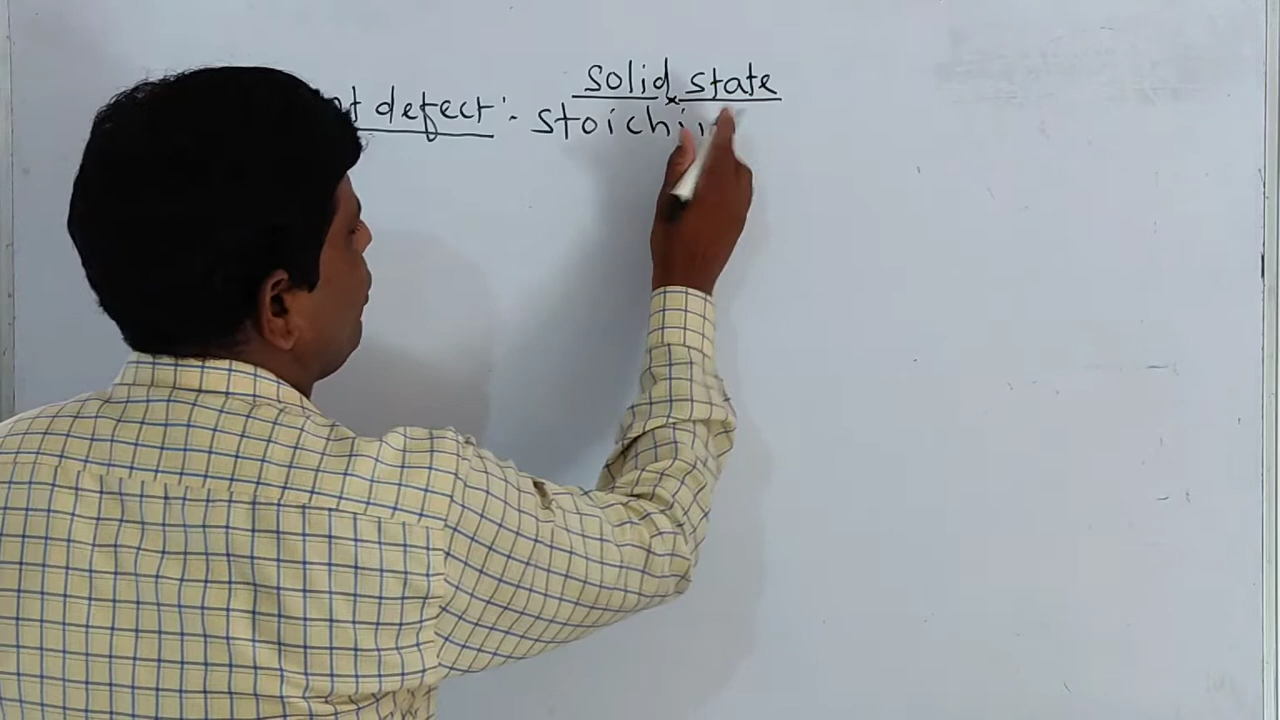 solid state
t defect :- stoichi